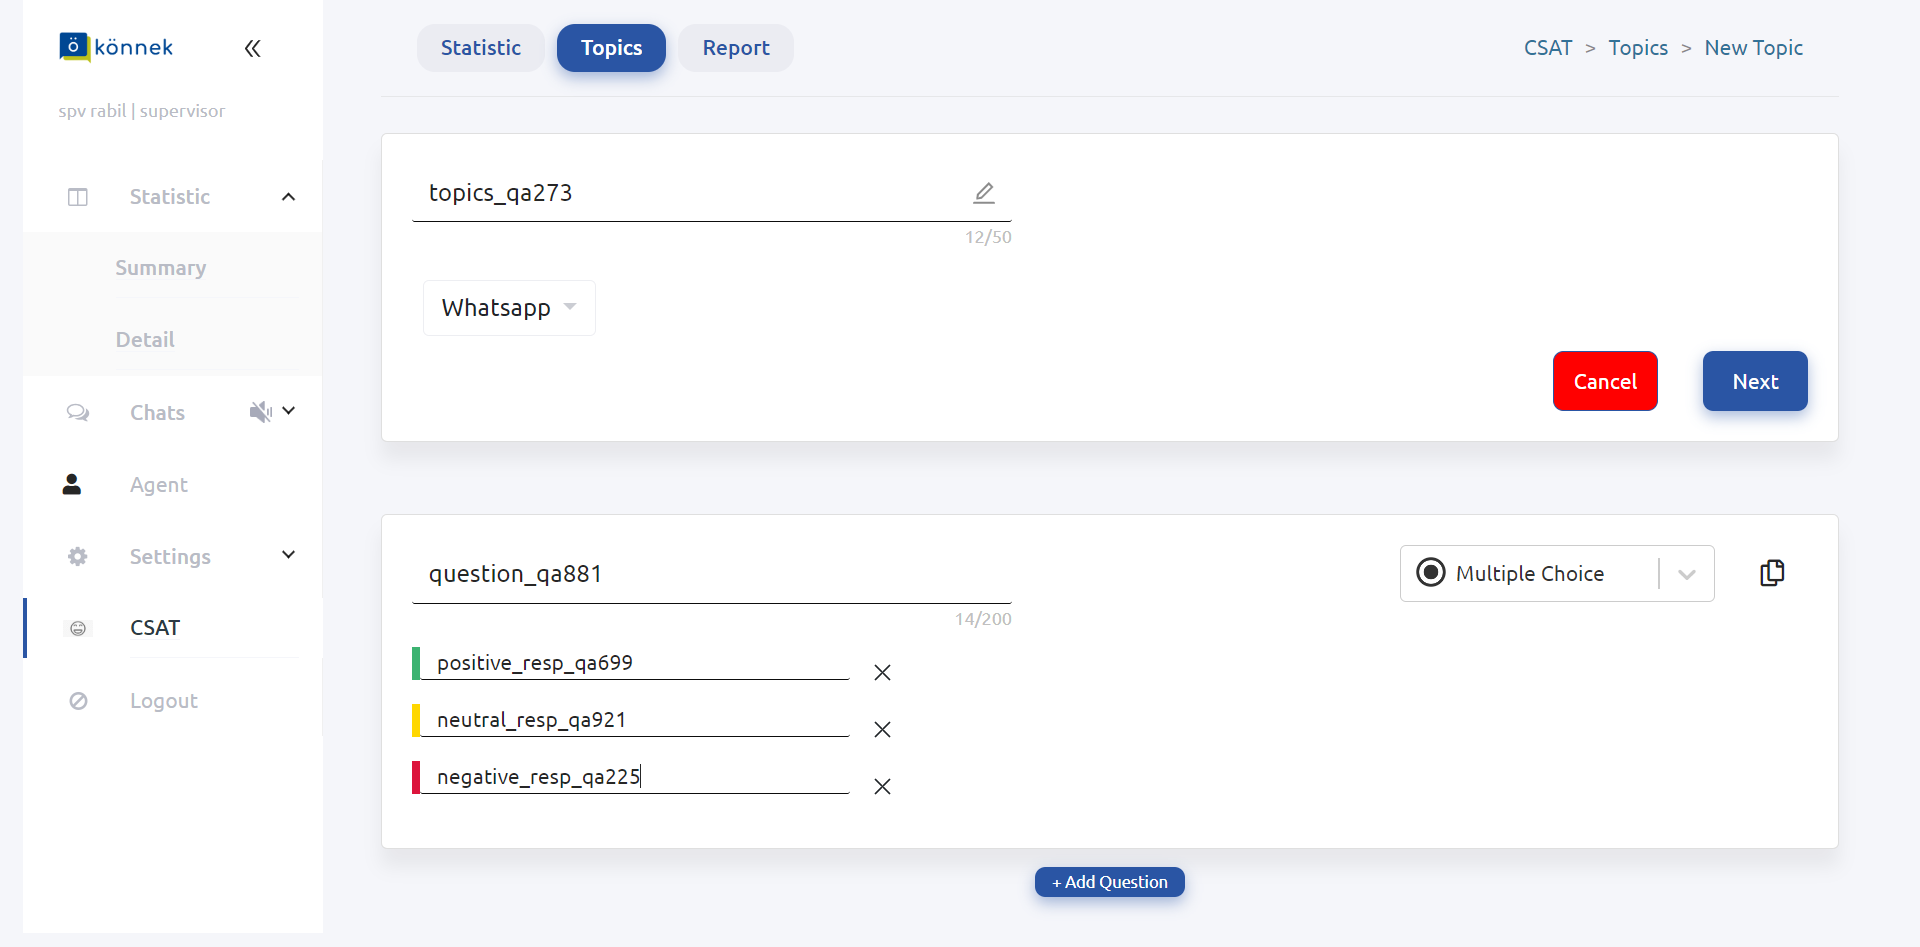 ö könnek
spv rabil | supervisor
Statistic
Summary
Detail
Chats
Agent
Settings
CSAT
Logout
Statistic
Topics
Report
CSAT > Topics > New Topic
topics_qa273
12/50
Whatsapp
Cancel
Next
question_qa881
14/200
Multiple Choice
positive_resp_qa699
neutral_resp_qa921
negative_resp_qa225
+ Add Question